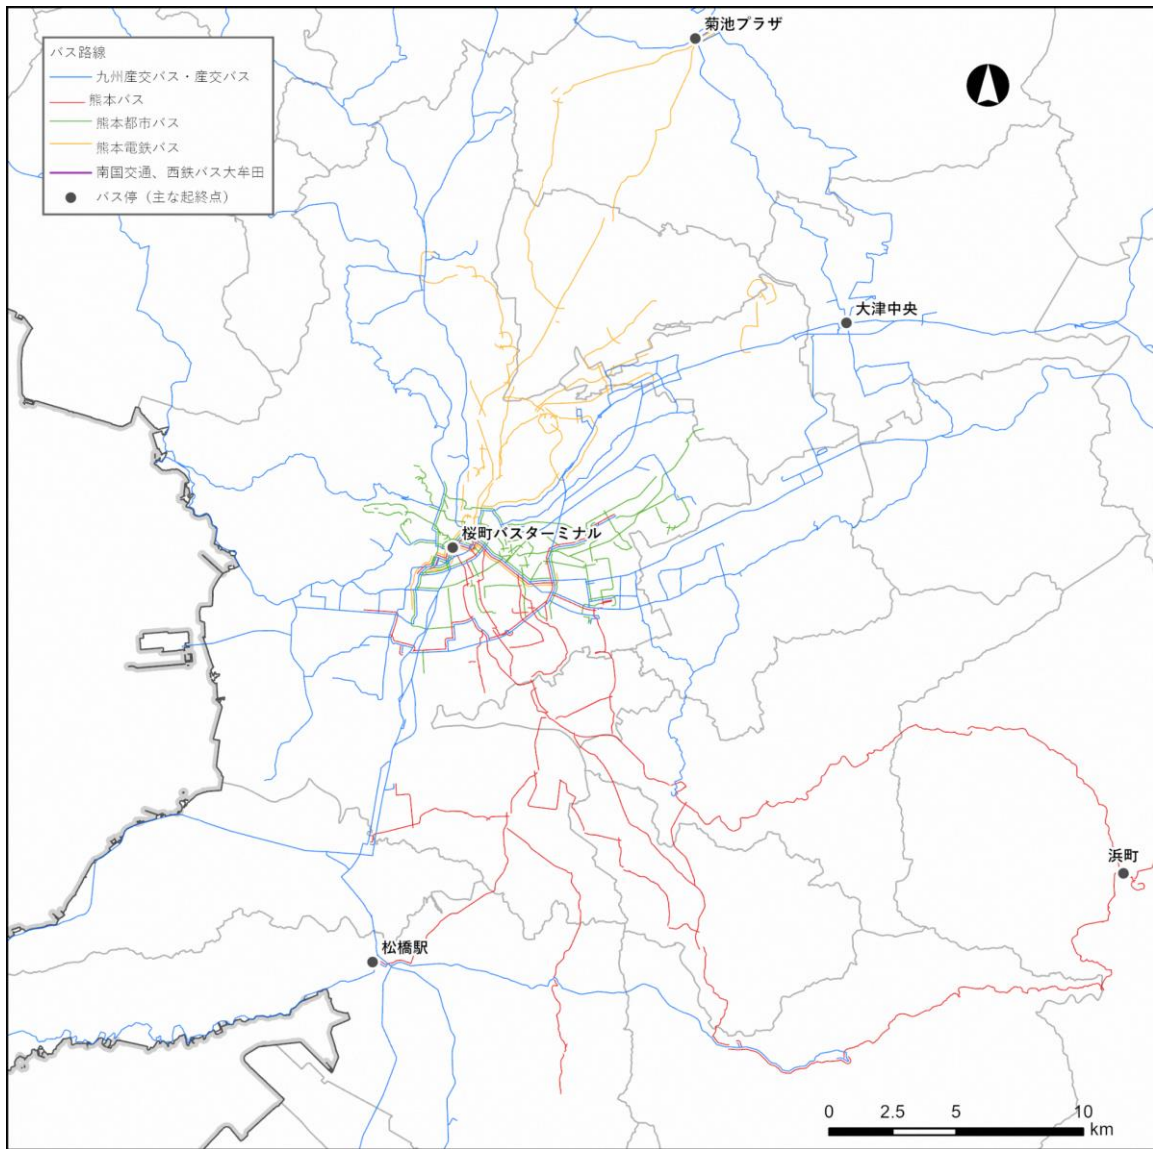 菊池プラザ
バス路線
九州産交バス・産交バス
熊本バス
熊本都市バス
熊本電鉄バス
南国交通、西鉄バス大牟田
バス停（主な起終点）
大津中央
桜町バスターミナル
浜町
松橋駅
0 2.5 5 10
km